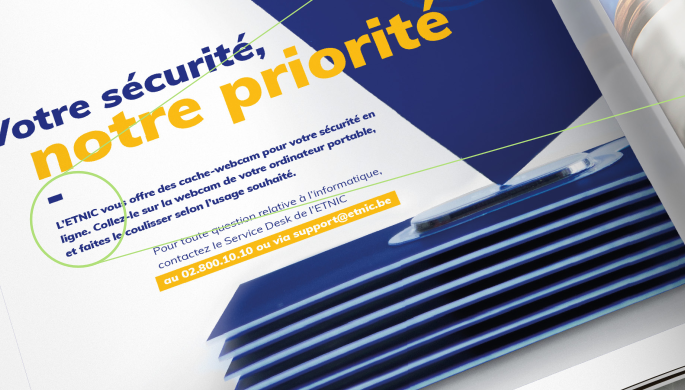 Votre sécurité,
notre priorité
L'ETNIC vous offre des cache-webcam pour votre sécurité en
ligne. Collez-le sur la webcam de votre ordinateur portable,
et faites le coulisser selon l'usage souhaité.
Pour toute question relative à l'informatique,
contactez le Service Desk de l'ETNIC
au 02.800.10.10 ou via support@etnic.be